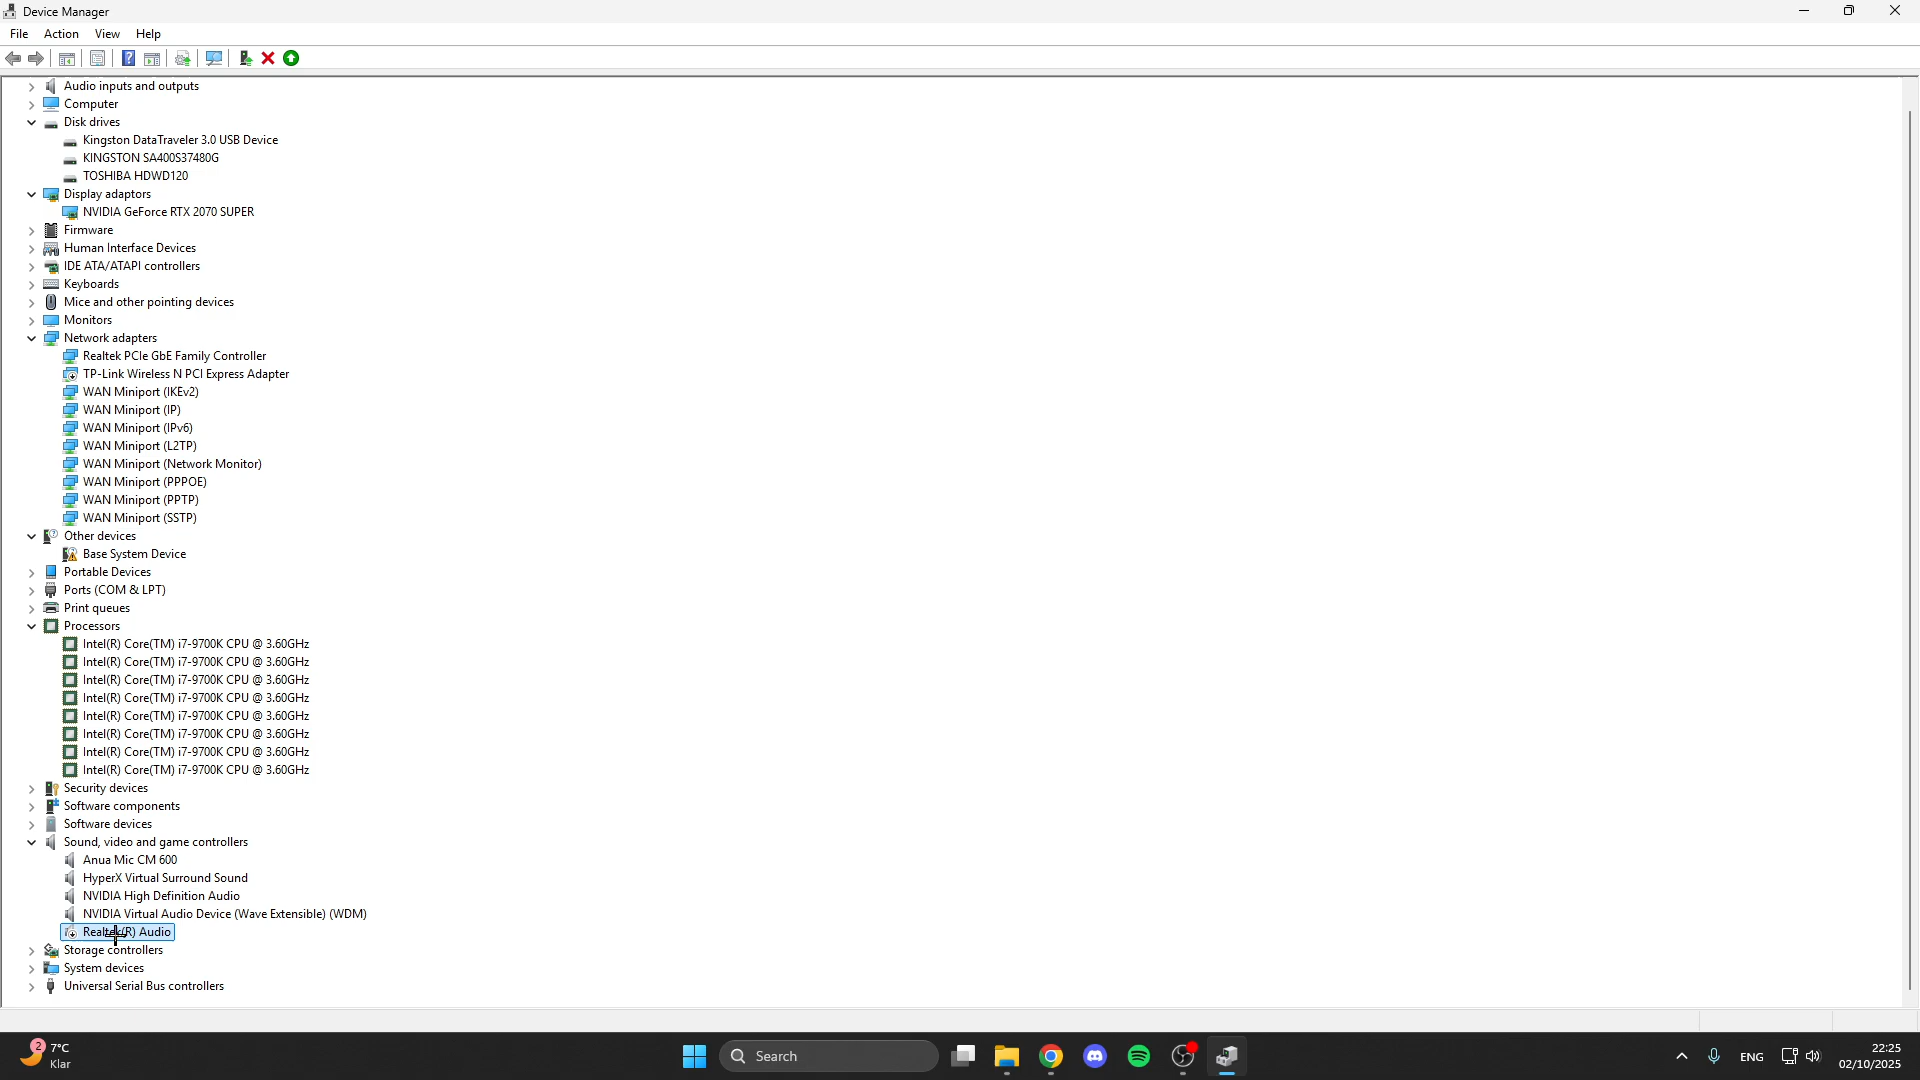 Device Manager
File Action View Help
Audio inputs and outputs
Computer
Disk drives
Kingston DataTraveler 3.0 USB Device
KINGSTON SA400S37480G
TOSHIBA HDWD120
Display adaptors
NVIDIA GeForce RTX 2070 SUPER
Firmware
Human Interface Devices
IDE ATA/ATAPI controllers
Keyboards
Mice and other pointing devices
Monitors
Network adapters
Realtek PCIe GbE Family Controller
TP-Link Wireless N PCI Express Adapter
WAN Miniport (IKEv2)
WAN Miniport (IP)
WAN Miniport (IPv6)
WAN Miniport (L2TP)
WAN Miniport (Network Monitor)
WAN Miniport (PPPOE)
WAN Miniport (PPTP)
WAN Miniport (SSTP)
Other devices
Base System Device
Portable Devices
Ports (COM & LPT)
Print queues
Processors
Intel(R) Core(TM) i7-9700K CPU @ 3.60GHz
Intel(R) Core(TM) i7-9700K CPU @ 3.60GHz
Intel(R) Core(TM) i7-9700K CPU @ 3.60GHz
Intel(R) Core(TM) i7-9700K CPU @ 3.60GHz
Intel(R) Core(TM) i7-9700K CPU @ 3.60GHz
Intel(R) Core(TM) i7-9700K CPU @ 3.60GHz
Intel(R) Core(TM) i7-9700K CPU @ 3.60GHz
Intel(R) Core(TM) i7-9700K CPU @ 3.60GHz
Security devices
Software components
Software devices
Sound, video and game controllers
Anua Mic CM 600
HyperX Virtual Surround Sound
NVIDIA High Definition Audio
NVIDIA Virtual Audio Device (Wave Extensible) (WDM)
Realtek(R) Audio
Storage controllers
System devices
Universal Serial Bus controllers
2
7°C
Klar
Search
ENG
22:25
02/10/2025